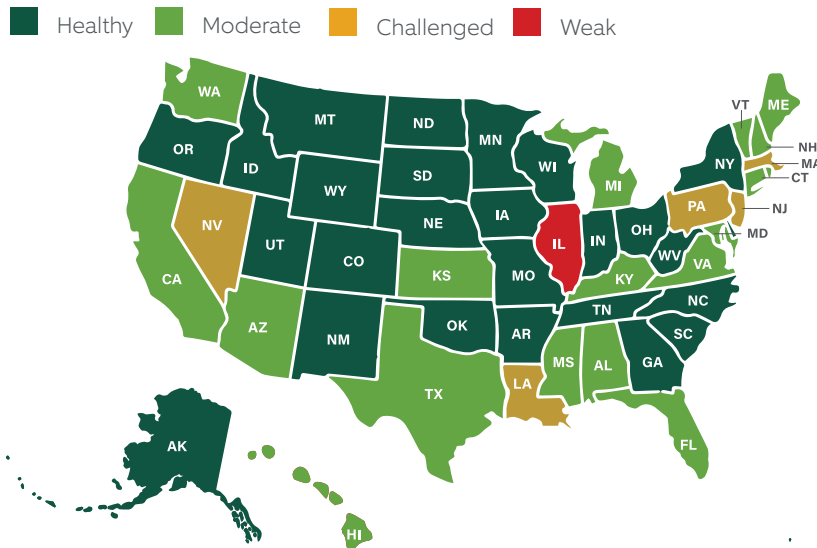 Healthy Moderate Challenged Weak
WA
VT
ME
MT
ND
MN
OR
NH
ID
WI
NY
MA
SD
MI
CT
WY
PA
NJ
IA
NE
NV
OH
MD
UT
IL
IN
WV
CO
VA
CA
KS
MO
KY
NC
TN
AZ
NM
OK
AR
SC
MS
AL
GA
LA
TX
FL
AK
HI